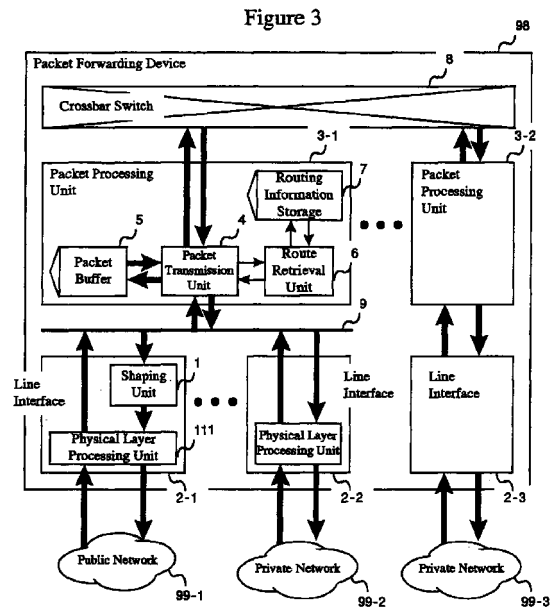 Figure 3
98
Packet Forwarding Device
8
Crossbar Switch
3-1
3-2
Packet Processing
Unit
7
Routing
Information
Storage
Packet
Processing
Unit
5
4
Packet
Buffer
Packet
Transmission
Unit
Route
Retrieval
Unit
6
9
Line
Interface
Shaping
Unit
1
Physical Layer
Processing Unit
111
2-1
Line
Interface
Physical Layer
Processing Unit
2-2
Line
Interface
2-3
Public Network
99-1
Private Network
99-2
Private Network
99-3